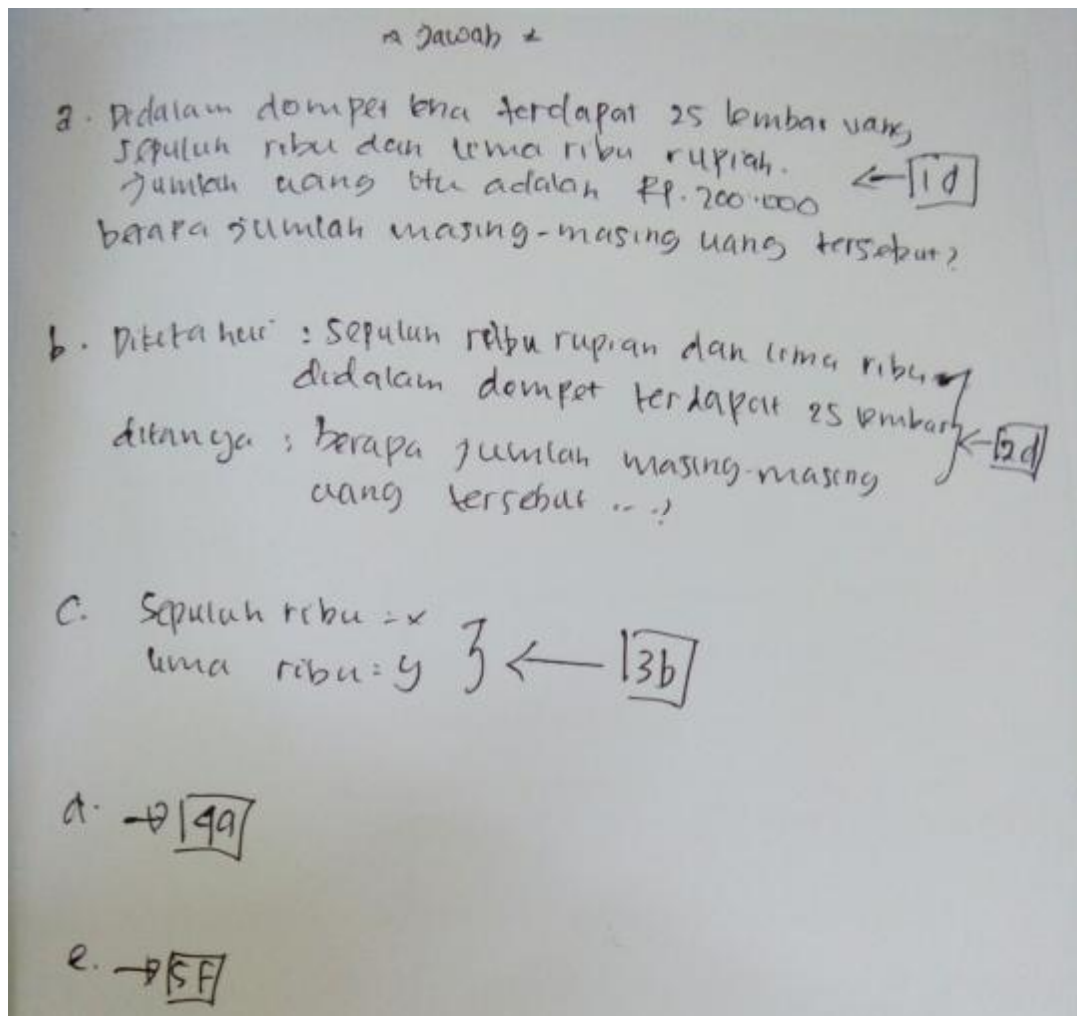 Jawab
a. Didalam dompet ena terdapat 25 lembar uang
sepuluh ribu dan lima ribu rupiah.
Jumlah uang itu adalah Rp. 200.000
1d
berapa jumlah masing-masing uang tersebut?
b. Diketahui : Sepuluh ribu rupiah dan lima ribu
didalam dompet terdapat 25 lembar
2d
ditanya : berapa jumlah masing-masing
uang tersebut ...?
C. Sepuluh ribu = x
lima ribu = y
3b
d. 4a
e. 5F